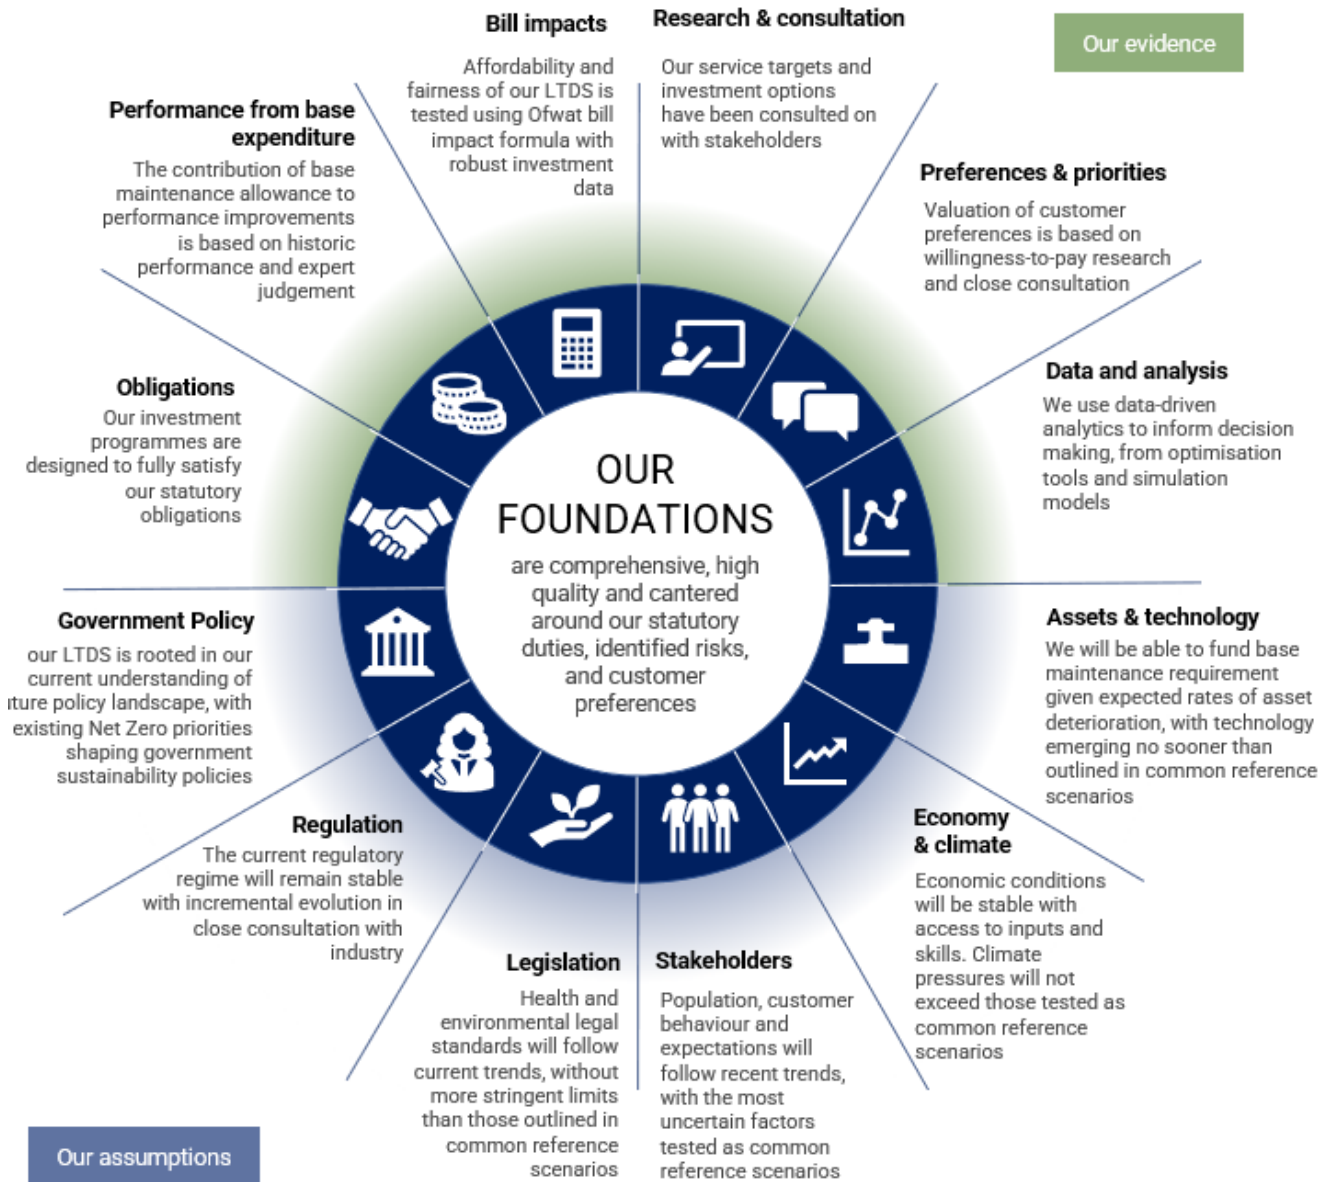 Our evidence
Bill impacts
Affordability and
fairness of our LTDS is
tested using Ofwat bill
impact formula with
robust investment
data
Research & consultation
Our service targets and
investment options
have been consulted on
with stakeholders
Performance from base
expenditure
The contribution of base
maintenance allowance to
performance improvements
is based on historic
performance and expert
judgement
Preferences & priorities
Valuation of customer
preferences is based on
willingness-to-pay research
and close consultation
Obligations
Our investment
programmes are
designed to fully satisfy
our statutory
obligations
Data and analysis
We use data-driven
analytics to inform decision
making, from optimisation
tools and simulation
models
OUR
FOUNDATIONS
are comprehensive, high
quality and cantered
around our statutory
duties, identified risks,
and customer
preferences
Government Policy
our LTDS is rooted in our
current understanding of
ture policy landscape, with
existing Net Zero priorities
shaping government
sustainability policies
Assets & technology
We will be able to fund base
maintenance requirement
given expected rates of asset
deterioration, with technology
emerging no sooner than
outlined in common reference
scenarios
Regulation
The current regulatory
regime will remain stable
with incremental evolution in
close consultation with
industry
Economy
& climate
Economic conditions
will be stable with
access to inputs and
skills. Climate
pressures will not
exceed those tested as
common reference
scenarios
Legislation
Health and
environmental legal
standards will follow
current trends, without
more stringent limits
than those outlined in
common reference
scenarios
Stakeholders
Population, customer
behaviour and
expectations will
follow recent trends,
with the most
uncertain factors
tested as common
reference scenarios
Our assumptions